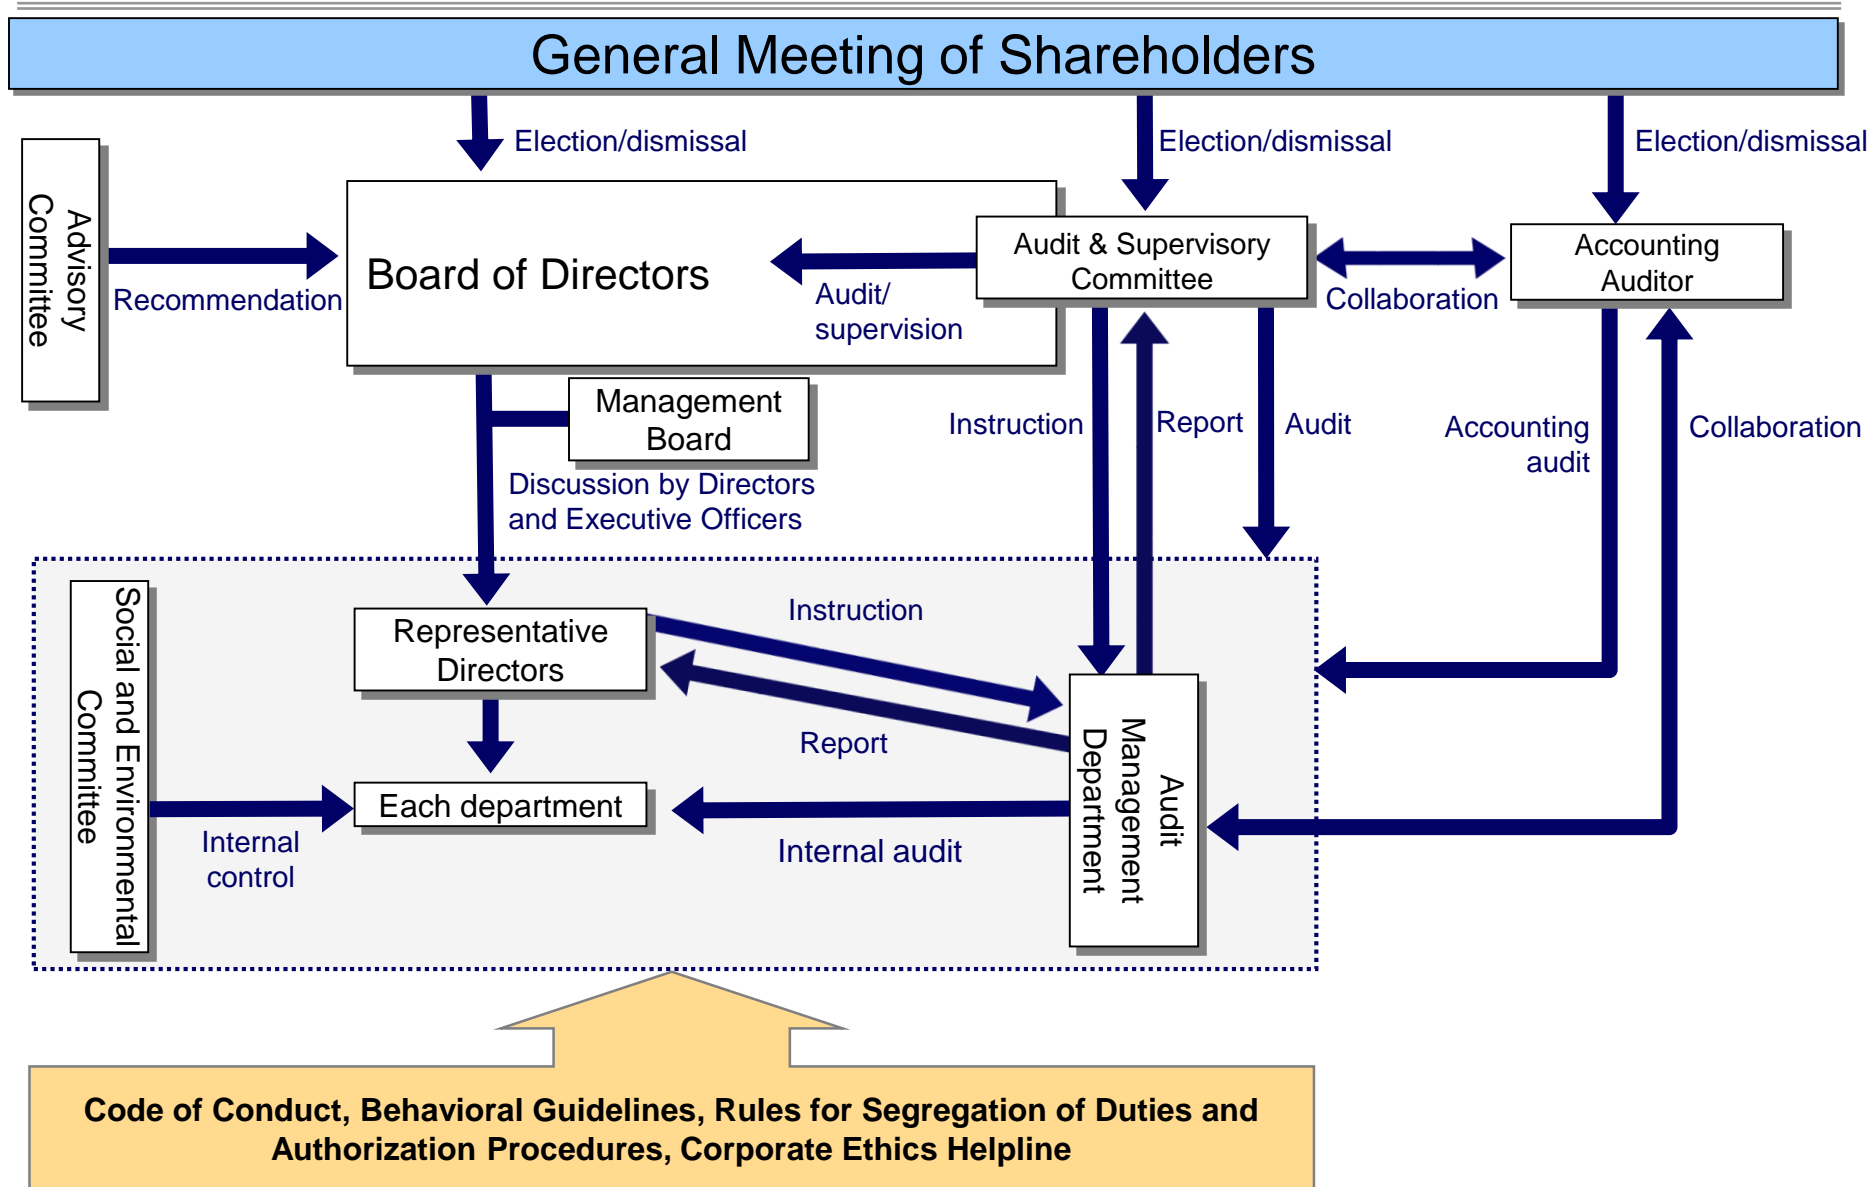 General Meeting of Shareholders
Election/dismissal
Election/dismissal
Election/dismissal
Advisory
Committee
Recommendation
Board of Directors
Audit/
supervision
Audit & Supervisory
Committee
Collaboration
Accounting
Auditor
Management
Board
Discussion by Directors
and Executive Officers
Instruction
Report
Audit
Accounting
audit
Collaboration
Social and Environmental
Committee
Representative
Directors
Instruction
Report
Each department
Internal
control
Internal audit
Audit
Management
Department
Code of Conduct, Behavioral Guidelines, Rules for Segregation of Duties and
Authorization Procedures, Corporate Ethics Helpline